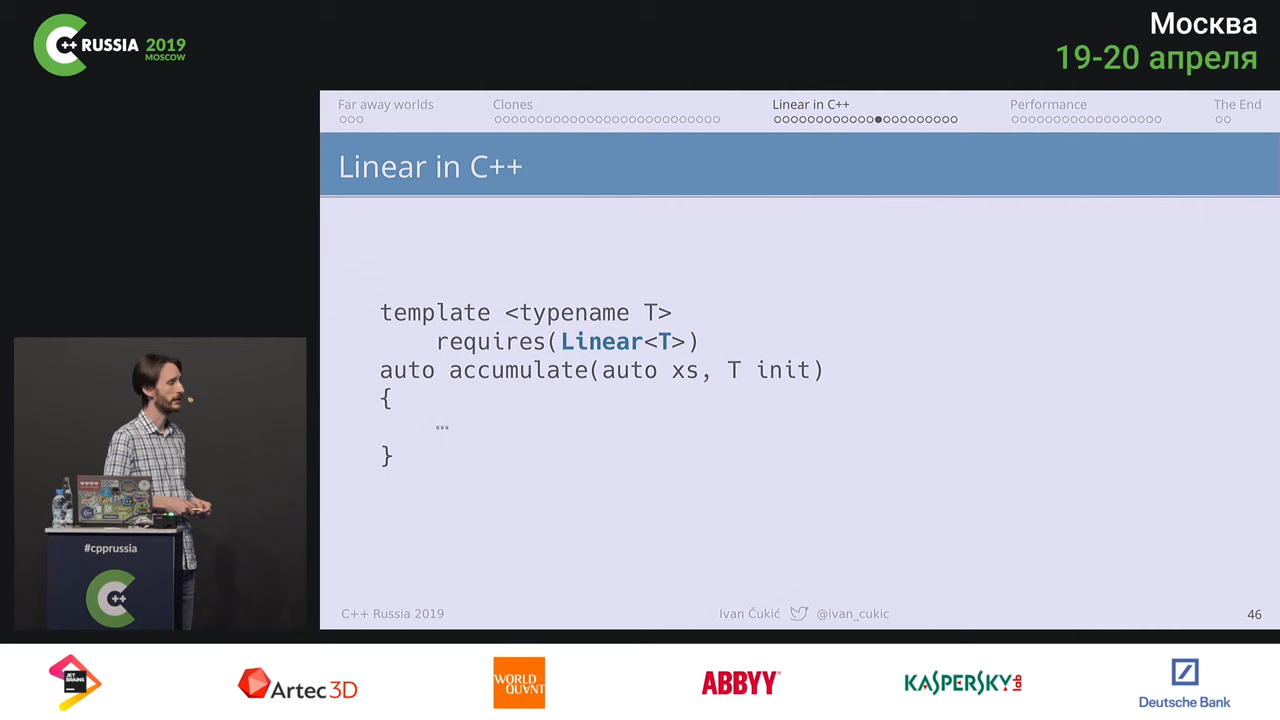 C++ RUSSIA 2019
MOSCOW
Москва
19-20 апреля
Far away worlds
Clones
Linear in C++
Performance
The End
Linear in C++
template <typename T>
requires(Linear<T>)
auto accumulate(auto xs, T init)
{
…
}
C++ Russia 2019
Ivan Čukić
@ivan_cukic
46
#cpprussia
C++
JET
BRAINS
Artec 3D
WORLD
QUANT
ABBYY
KASPERSKY lab
Deutsche Bank